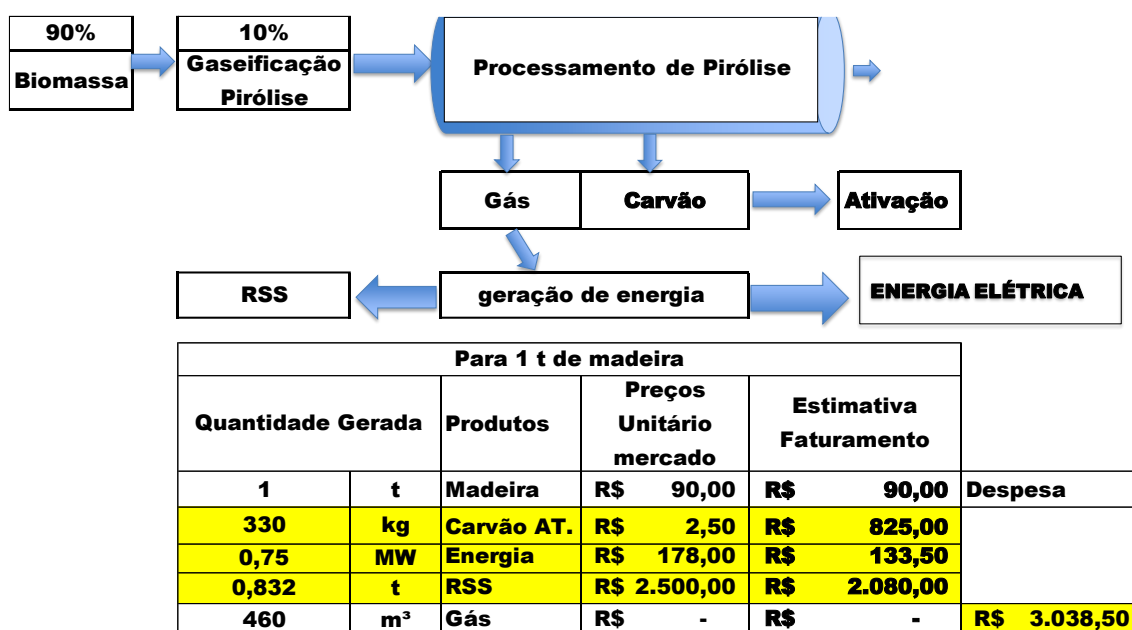 90%
10%
Biomassa
Gaseificação
Pirólise
Processamento de Pirólise
Gás
Carvão
Ativação
RSS
geração de energia
ENERGIA ELÉTRICA
Para 1 t de madeira
Quantidade Gerada
Produtos
Preços
Unitário
mercado
Estimativa
Faturamento
1 t Madeira R$ 90,00 R$ 90,00 Despesa
330 kg Carvão AT. R$ 2,50 R$ 825,00
0,75 MW Energia R$ 178,00 R$ 133,50
0,832 t RSS R$ 2.500,00 R$ 2.080,00
460 m³ Gás R$ - R$ - R$ 3.038,50